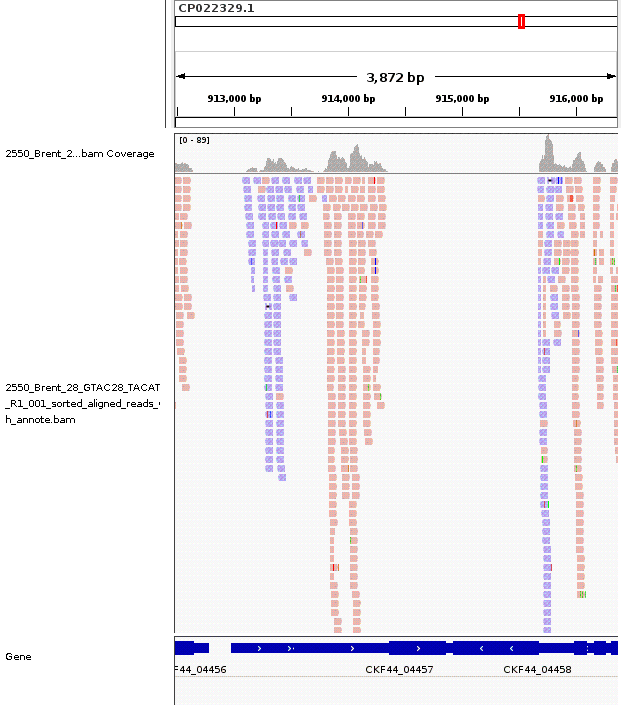 CP022329.1
3,872 bp
913,000 bp 914,000 bp 915,000 bp 916,000 bp
[0 - 89]
2550_Brent_2...bam Coverage
2550_Brent_28_GTAC28_TACAT
_R1_001_sorted_aligned_reads_
h_annote.bam
Gene
F44_04456 CKF44_04457 CKF44_04458